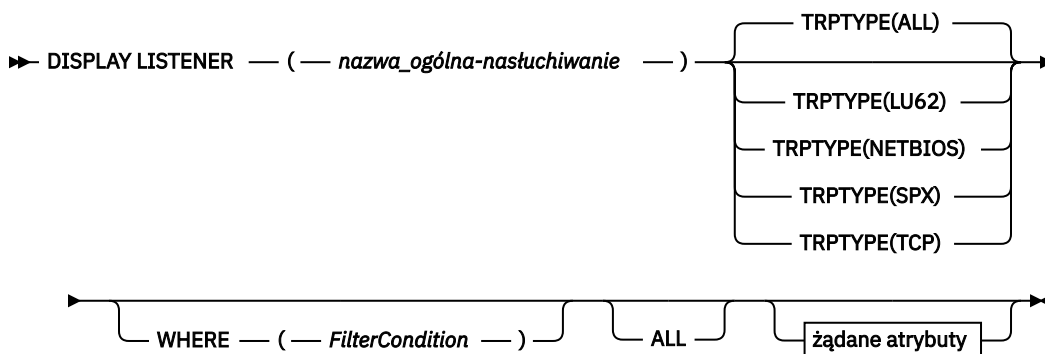 TRPTYPE(ALL)
DISPLAY LISTENER ( nazwa_ogólna-nasłuchiwanie )
TRPTYPE(LU62)
TRPTYPE(NETBIOS)
TRPTYPE(SPX)
TRPTYPE(TCP)
WHERE ( FilterCondition ) ALL żądane atrybuty